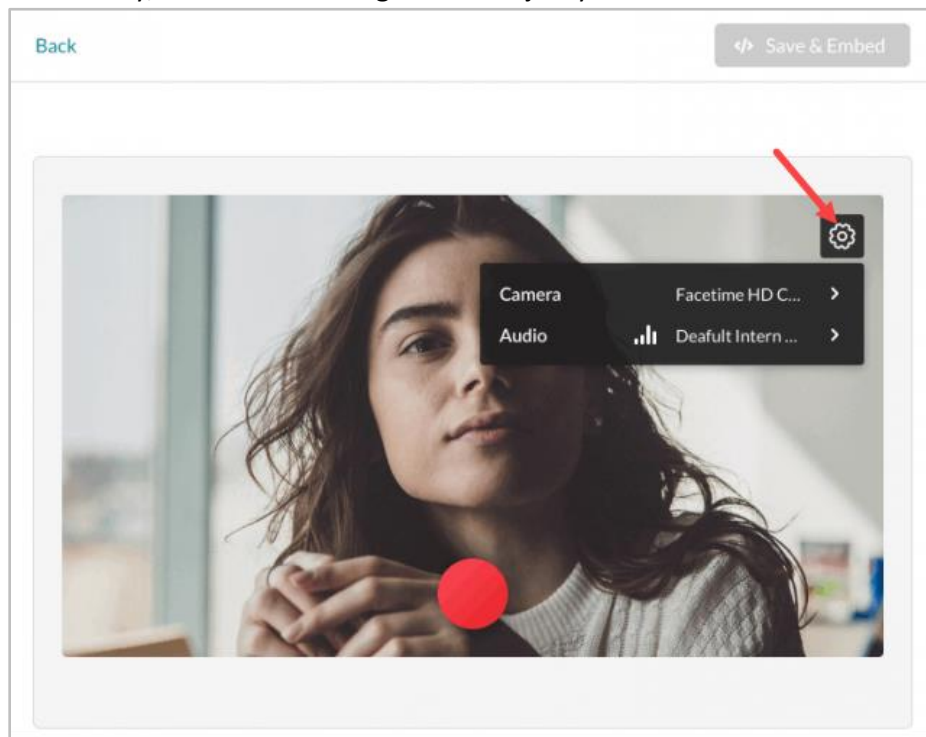 Back
</> Save & Embed
Camera Facetime HD C... >
Audio Deafult Intern ... >